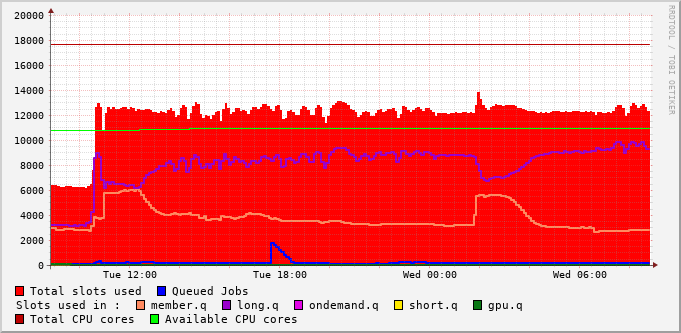 20000
18000
16000
14000
12000
10000
8000
6000
4000
2000
0
Tue 12:00 Tue 18:00 Wed 00:00 Wed 06:00
Total slots used Queued Jobs
Slots used in : member.q long.q ondemand.q short.q gpu.q
Total CPU cores Available CPU cores
RRDTOOL / TOBI OETIKER